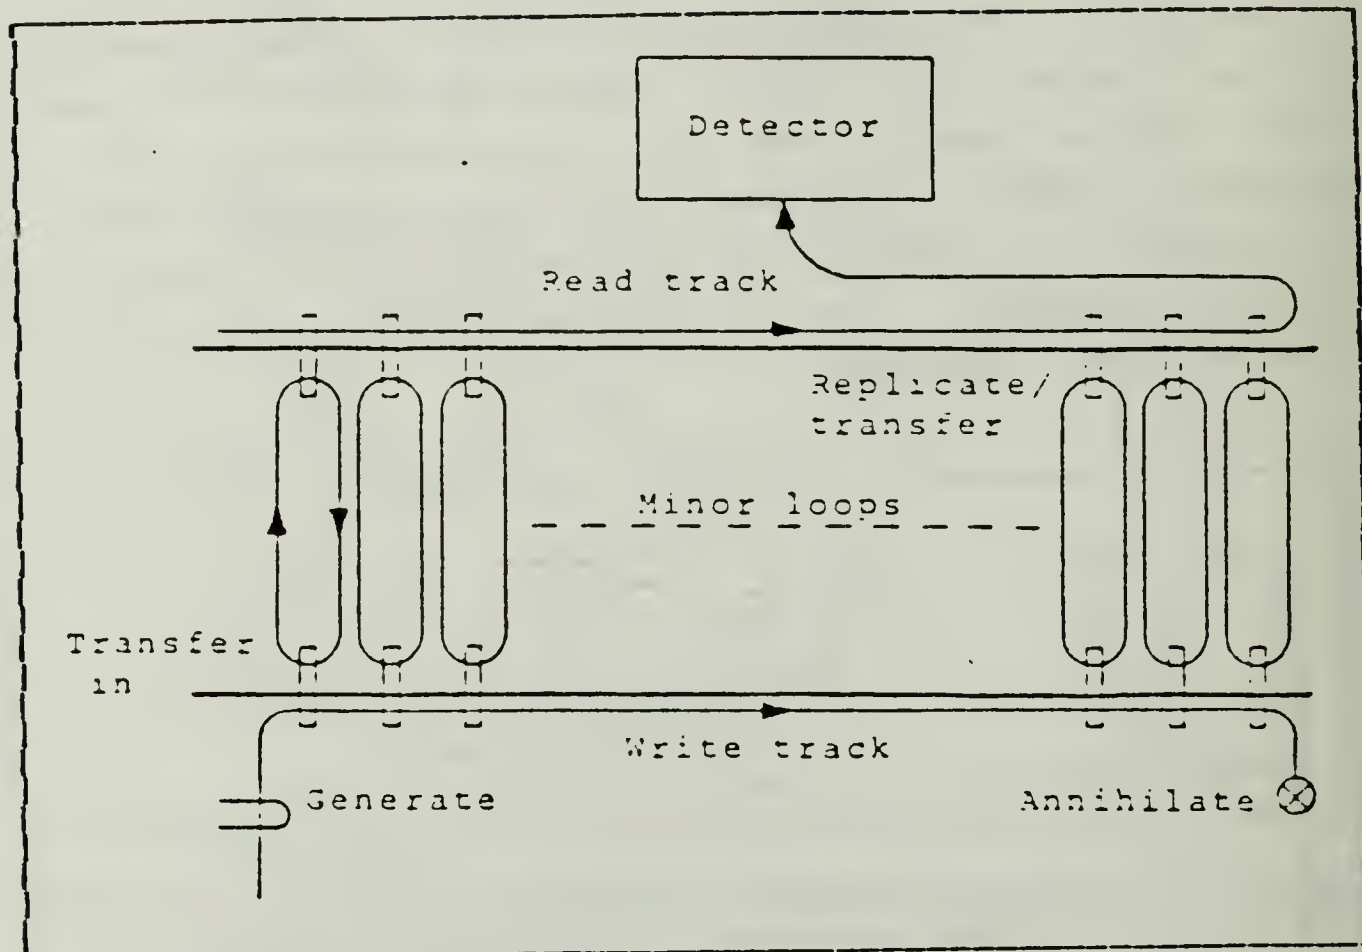 Detector
Read track
Replicate/
transfer
Minor loops
Transfer
in
Write track
Generate
Annihilate